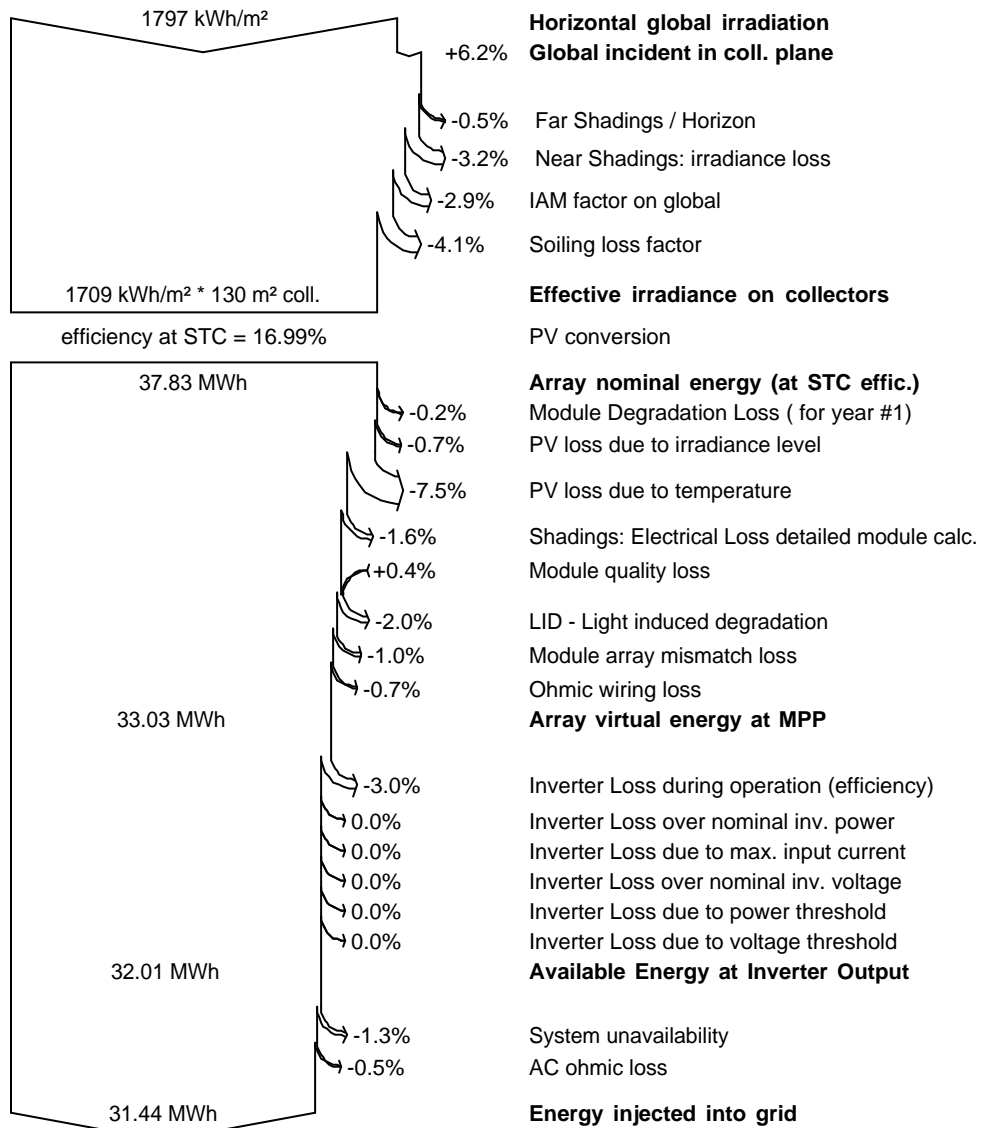 1797 kWh/m² Horizontal global irradiation
+6.2% Global incident in coll. plane
-0.5% Far Shadings / Horizon
-3.2% Near Shadings: irradiance loss
-2.9% IAM factor on global
-4.1% Soiling loss factor
1709 kWh/m² * 130 m² coll. Effective irradiance on collectors
efficiency at STC = 16.99% PV conversion
37.83 MWh Array nominal energy (at STC effic.)
-0.2% Module Degradation Loss ( for year #1)
-0.7% PV loss due to irradiance level
-7.5% PV loss due to temperature
-1.6% Shadings: Electrical Loss detailed module calc.
+0.4% Module quality loss
-2.0% LID - Light induced degradation
-1.0% Module array mismatch loss
-0.7% Ohmic wiring loss
33.03 MWh Array virtual energy at MPP
-3.0% Inverter Loss during operation (efficiency)
0.0% Inverter Loss over nominal inv. power
0.0% Inverter Loss due to max. input current
0.0% Inverter Loss over nominal inv. voltage
0.0% Inverter Loss due to power threshold
0.0% Inverter Loss due to voltage threshold
32.01 MWh Available Energy at Inverter Output
-1.3% System unavailability
-0.5% AC ohmic loss
31.44 MWh Energy injected into grid